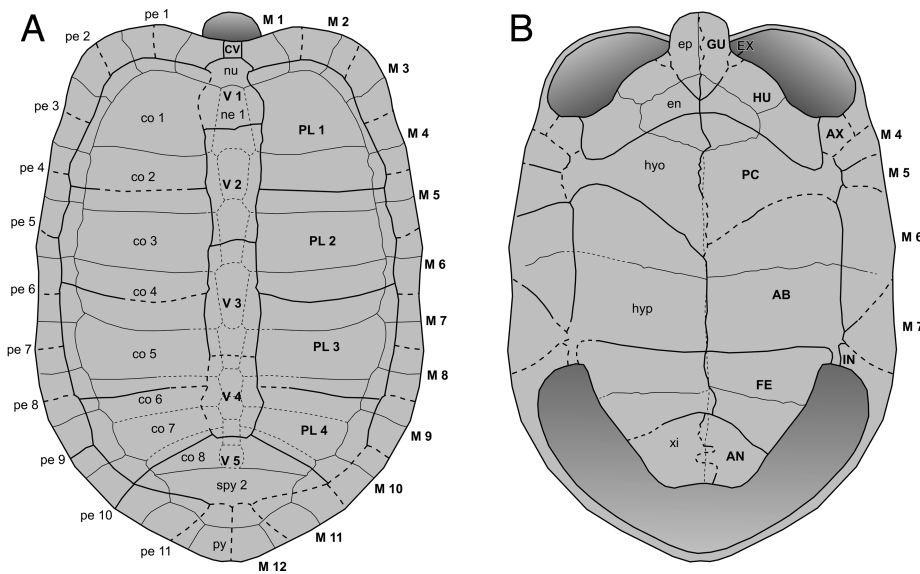 A
pe 1
pe 2
pe 3
pe 4
pe 5
pe 6
pe 7
pe 8
pe 9
pe 10
pe 11
M 1
M 2
M 3
M 4
M 5
M 6
M 7
M 8
M 9
M 10
M 11
M 12
CV
nu
V 1
ne 1
V 2
V 3
V 4
V 5
co 1
co 2
co 3
co 4
co 5
co 6
co 7
co 8
PL 1
PL 2
PL 3
PL 4
spy 2
py
B
ep
GU
EX
en
HU
AX
M 4
hyo
PC
M 5
M 6
hyp
AB
M 7
IN
FE
xi
AN